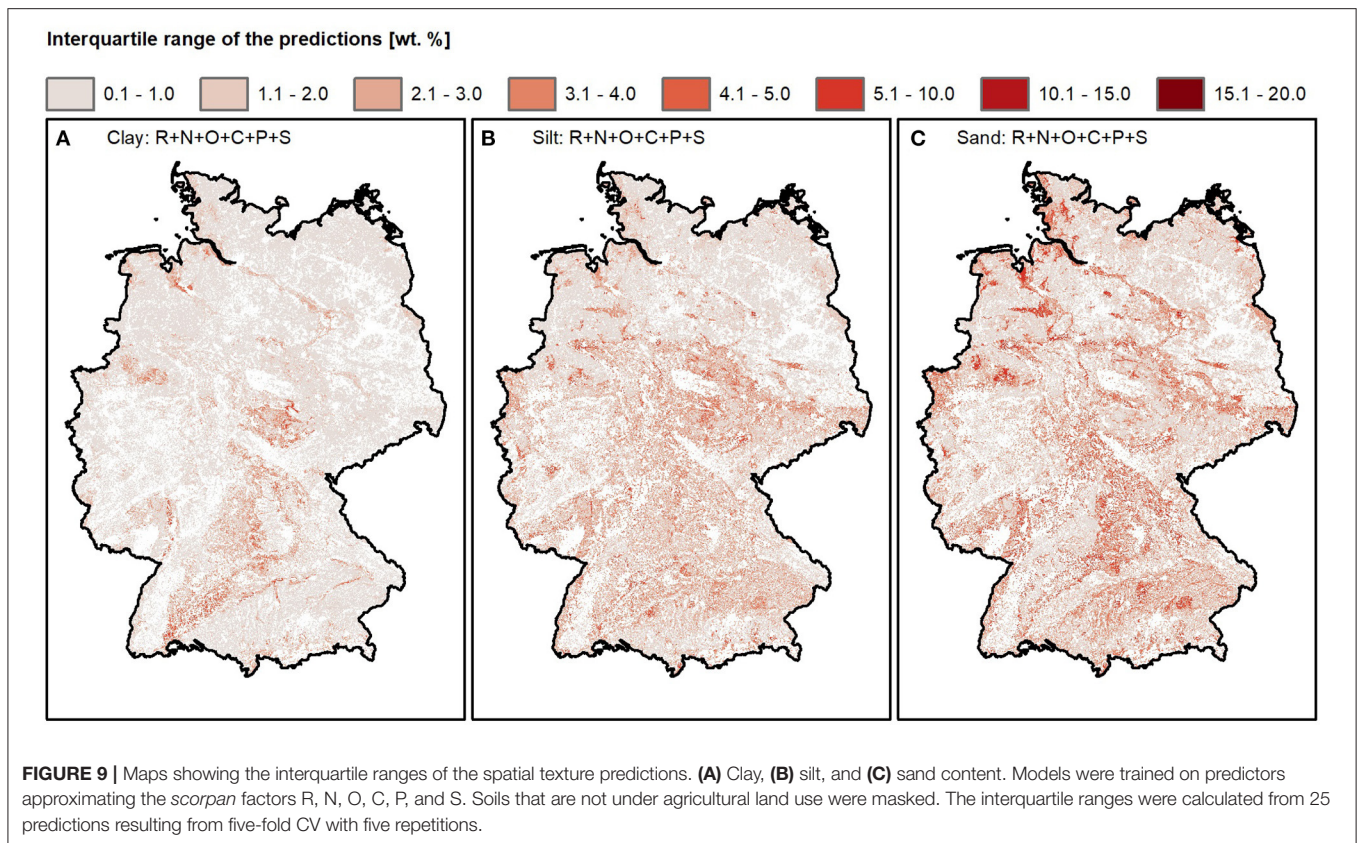 Interquartile range of the predictions [wt. %]
0.1 - 1.0 1.1 - 2.0 2.1 - 3.0 3.1 - 4.0 4.1 - 5.0 5.1 - 10.0 10.1 - 15.0 15.1 - 20.0
A Clay: R+N+O+C+P+S
B Silt: R+N+O+C+P+S
C Sand: R+N+O+C+P+S
FIGURE 9 | Maps showing the interquartile ranges of the spatial texture predictions. (A) Clay, (B) silt, and (C) sand content. Models were trained on predictors
approximating the scorpan factors R, N, O, C, P, and S. Soils that are not under agricultural land use were masked. The interquartile ranges were calculated from 25
predictions resulting from five-fold CV with five repetitions.